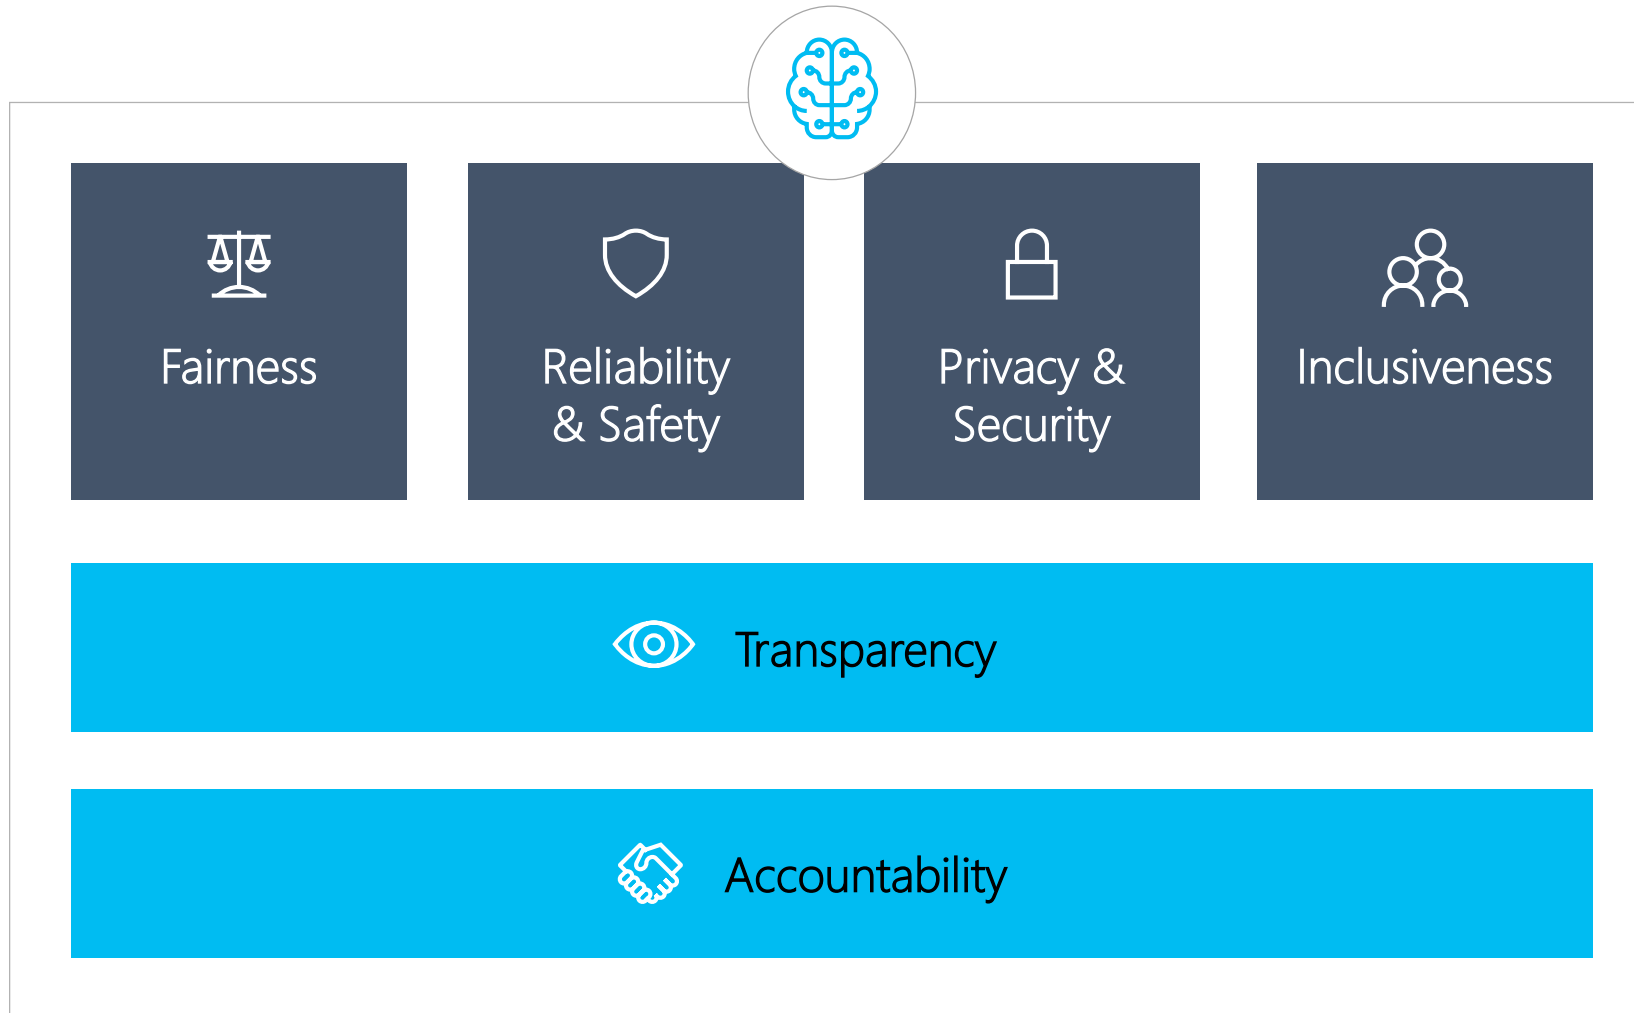 Fairness
Reliability
& Safety
Privacy &
Security
Inclusiveness
Transparency
Accountability